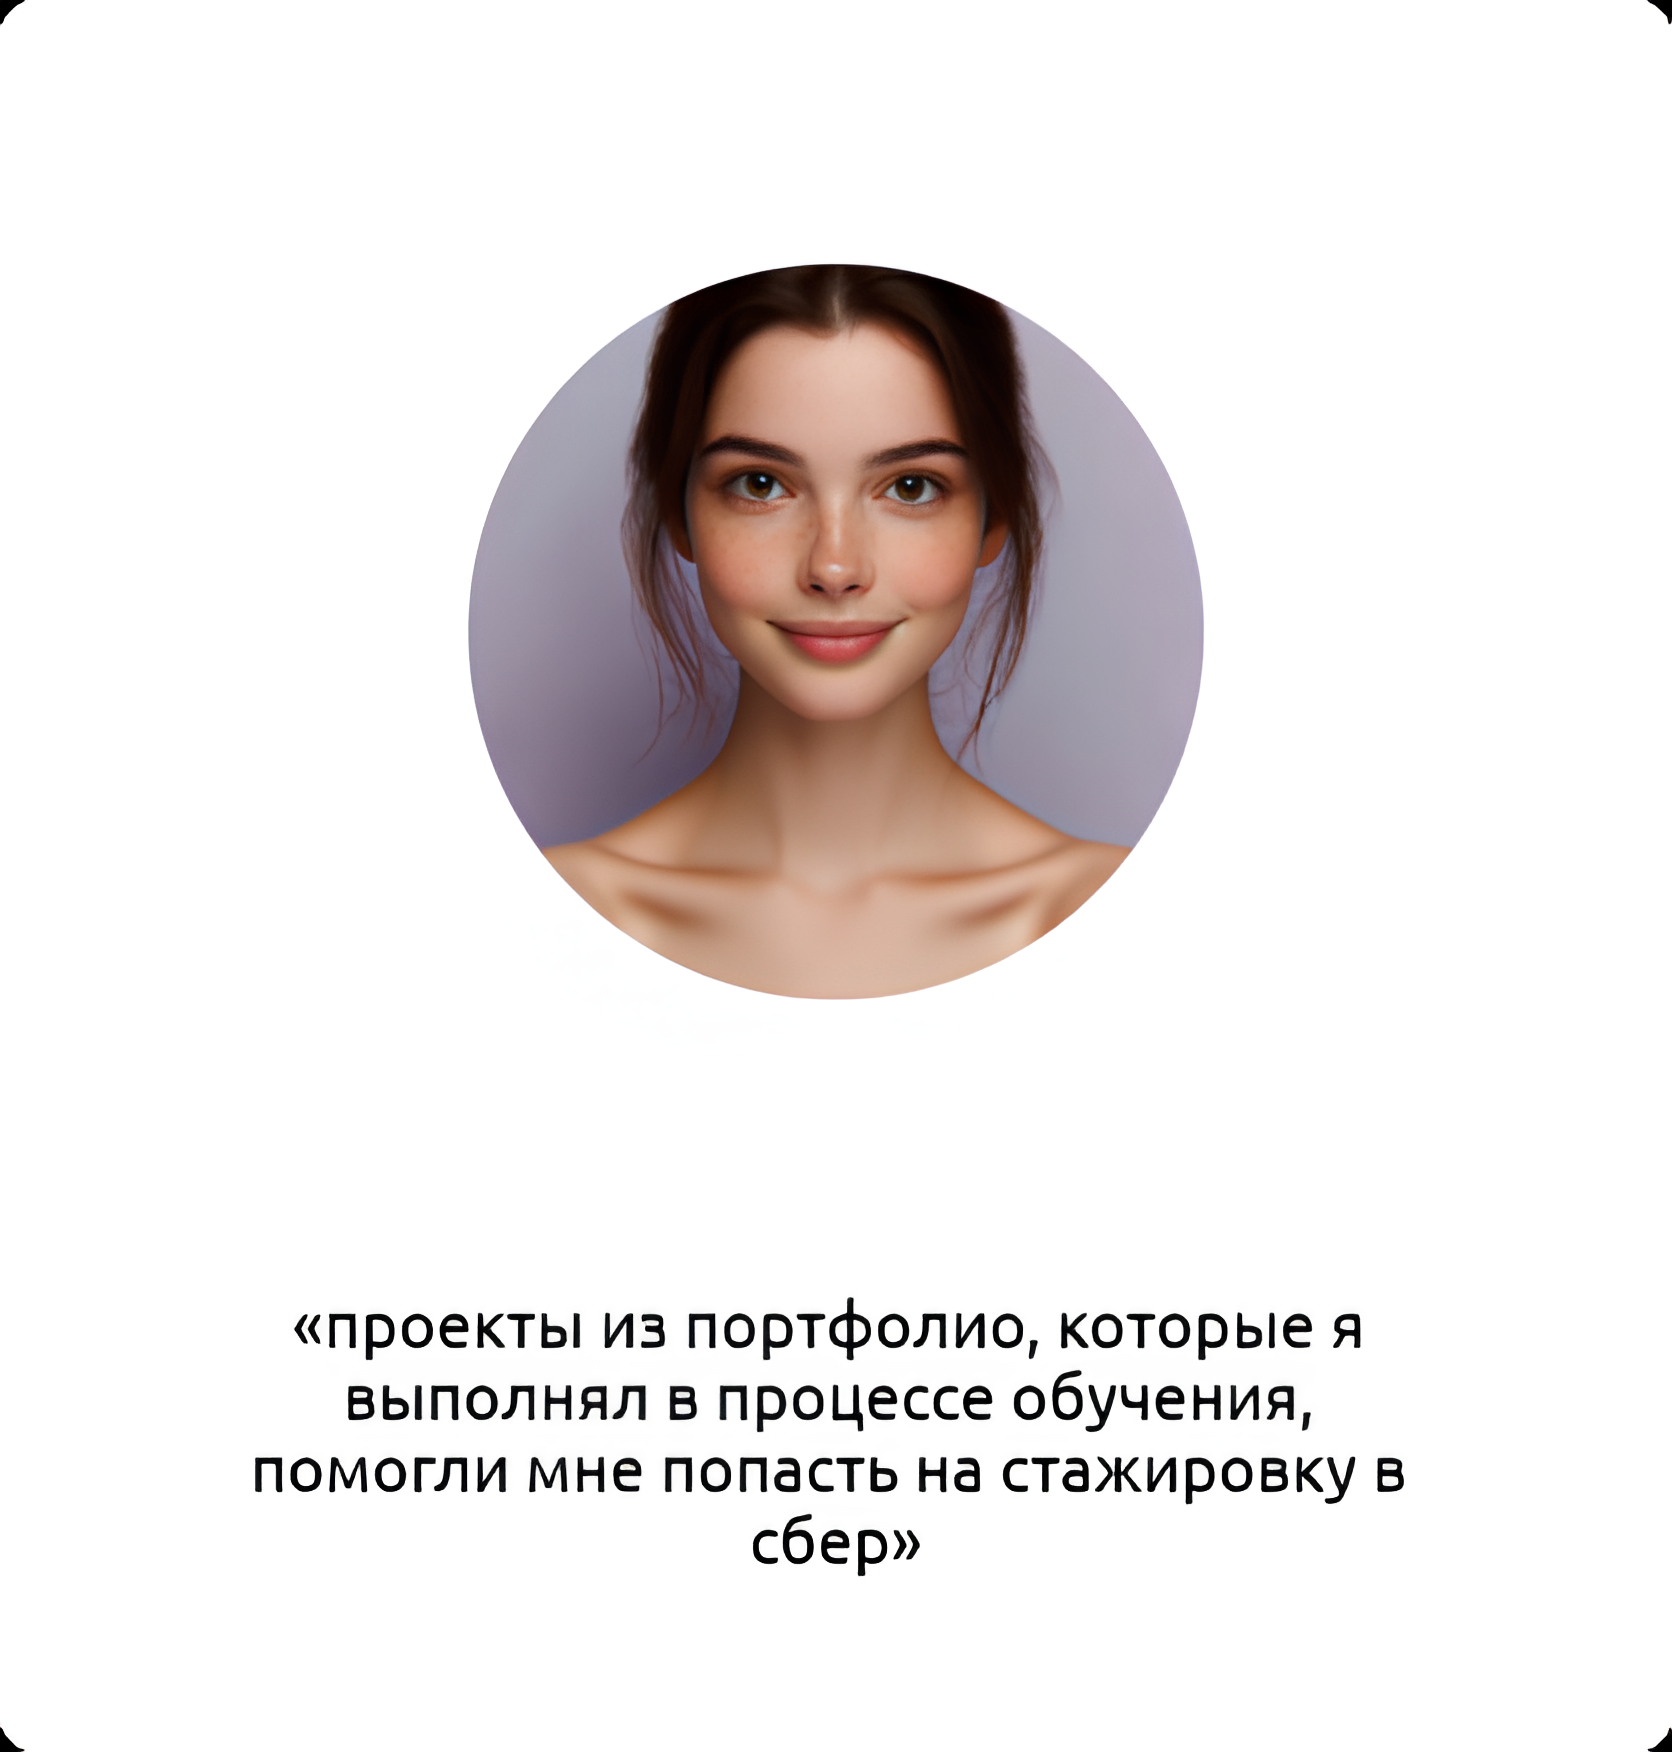 «проекты из портфолио, которые я
выполнял в процессе обучения,
помогли мне попасть на стажировку в
сбер»